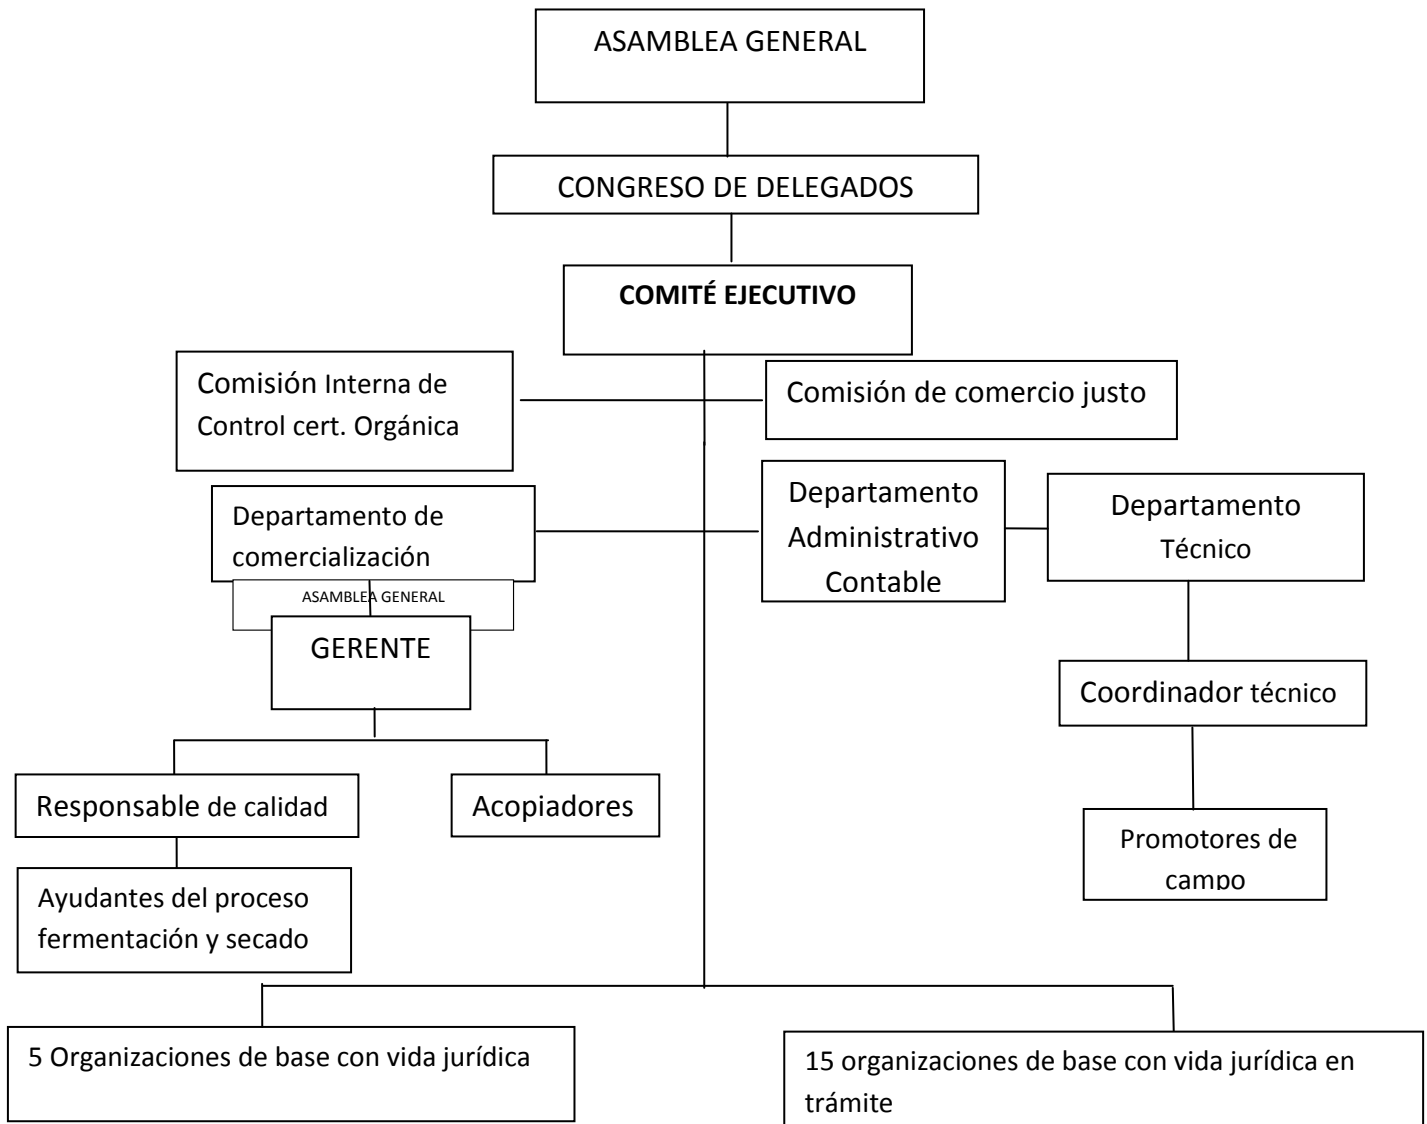 ASAMBLEA GENERAL
CONGRESO DE DELEGADOS
COMITÉ EJECUTIVO
Comisión Interna de
Control cert. Orgánica
Comisión de comercio justo
Departamento de
comercialización
Departamento
Administrativo
Contable
Departamento
Técnico
ASAMBLEA GENERAL
GERENTE
Coordinador técnico
Responsable de calidad
Acopiadores
Promotores de
campo
Ayudantes del proceso
fermentación y secado
5 Organizaciones de base con vida jurídica
15 organizaciones de base con vida jurídica en
trámite